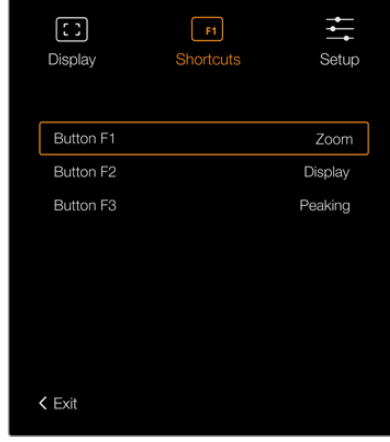 F1
Display Shortcuts Setup
Button F1 Zoom
Button F2 Display
Button F3 Peaking
Exit